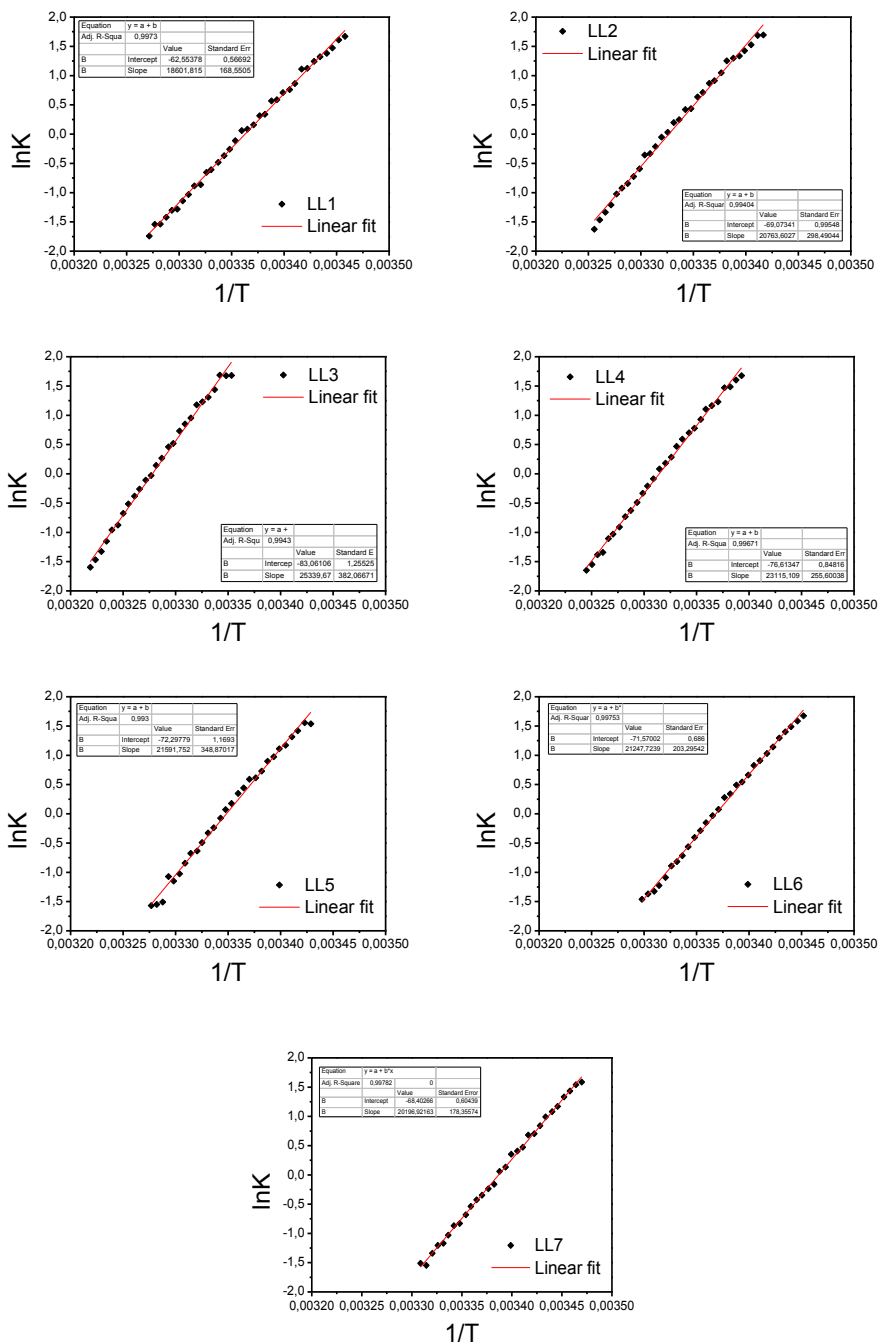 Equation y = a + b
Adj. R-Squa 0,9973
Value Standard Err
B Intercept -62,55378 0,56692
B Slope 18601,815 168,5505
2,0
1,5
1,0
0,5
0,0
-0,5
-1,0
-1,5
-2,0
lnK
LL1
Linear fit
0,00320 0,00325 0,00330 0,00335 0,00340 0,00345 0,00350
1/T
LL2
Linear fit
2,0
1,5
1,0
0,5
0,0
-0,5
-1,0
-1,5
-2,0
lnK
Equation y = a + b
Adj. R-Squar 0,99404
Value Standard Err
B Intercept -69,07341 0,99548
B Slope 20763,6027 298,49044
0,00320 0,00325 0,00330 0,00335 0,00340 0,00345 0,00350
1/T
LL3
Linear fit
2,0
1,5
1,0
0,5
0,0
-0,5
-1,0
-1,5
-2,0
lnK
Equation y = a +
Adj. R-Squ 0,9943
Value Standard E
B Intercep -83,06106 1,25525
B Slope 25339,67 382,06671
0,00320 0,00325 0,00330 0,00335 0,00340 0,00345 0,00350
1/T
LL4
Linear fit
2,0
1,5
1,0
0,5
0,0
-0,5
-1,0
-1,5
-2,0
lnK
Equation y = a + b
Adj. R-Squa 0,99671
Value Standard Err
B Intercept -76,61347 0,84816
B Slope 23115,109 255,60038
0,00320 0,00325 0,00330 0,00335 0,00340 0,00345 0,00350
1/T
Equation y = a + b
Adj. R-Squa 0,993
Value Standard Err
B Intercept -72,29779 1,1693
B Slope 21591,752 348,87017
2,0
1,5
1,0
0,5
0,0
-0,5
-1,0
-1,5
-2,0
lnK
LL5
Linear fit
0,00320 0,00325 0,00330 0,00335 0,00340 0,00345 0,00350
1/T
Equation y = a + b*
Adj. R-Squar 0,99753
Value Standard Err
B Intercept -71,57002 0,686
B Slope 21247,7239 203,29542
2,0
1,5
1,0
0,5
0,0
-0,5
-1,0
-1,5
-2,0
lnK
LL6
Linear fit
0,00320 0,00325 0,00330 0,00335 0,00340 0,00345 0,00350
1/T
Equation y = a + b*x
Adj. R-Square 0,99782 0
Value Standard Error
B Intercept -68,40266 0,60439
B Slope 20196,92163 178,35574
2,0
1,5
1,0
0,5
0,0
-0,5
-1,0
-1,5
-2,0
lnK
LL7
Linear fit
0,00320 0,00325 0,00330 0,00335 0,00340 0,00345 0,00350
1/T